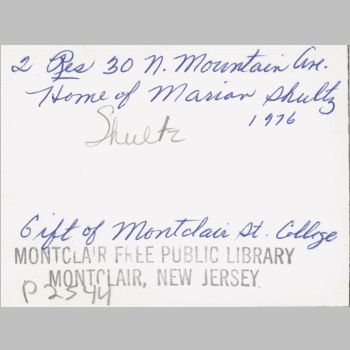 2 Res 30 N. Mountain Ave.
Home of Marian Shultz
1976
Shultz
Gift of Montclair St. College
MONTCLAIR FREE PUBLIC LIBRARY
MONTCLAIR, NEW JERSEY
P2544